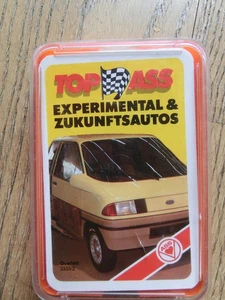 TOP ASS
EXPERIMENTAL &
ZUKUNFTSAUTOS